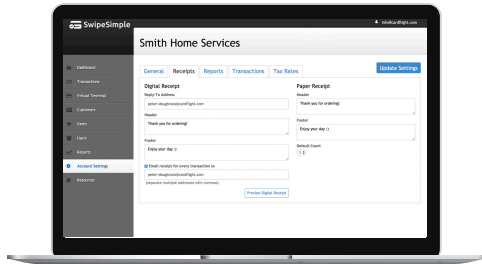 SwipeSimple
info@cardflight.com
Smith Home Services
General Receipts Reports Transactions Tax Rates
Update Settings
Dashboard
Transactions
Virtual Terminal
Customers
Items
Users
Reports
Account Settings
Resources
Digital Receipt
Reply-To Address
Header
Thank you for ordering!
Footer
Enjoy your day :)
Email receipt for every transaction to
(separate multiple addresses with commas)
Preview Digital Receipt
Paper Receipt
Header
Thank you for ordering!
Footer
Enjoy your day :)
Default Count
1